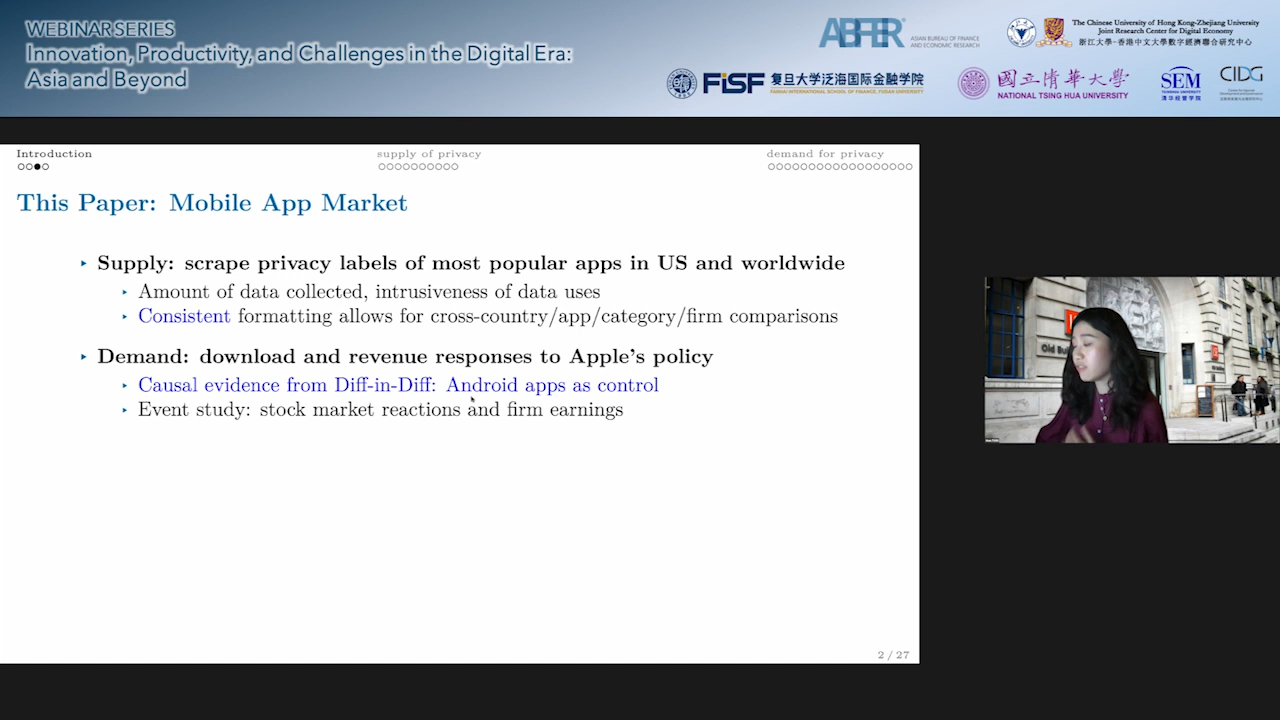 WEBINAR SERIES
Innovation, Productivity, and Challenges in the Digital Era:
Asia and Beyond
ABFER
ASIAN BUREAU OF FINANCE
AND ECONOMIC RESEARCH
The Chinese University of Hong Kong-Zhejiang University
Joint Research Center for Digital Economy
浙江大學-香港中文大學數字經濟聯合研究中心
FISF 复旦大学泛海国际金融学院
FANHAI INTERNATIONAL SCHOOL OF FINANCE, FUDAN UNIVERSITY
國立清華大學
NATIONAL TSING HUA UNIVERSITY
SEM
TSINGHUA UNIVERSITY
清华经管学院
CIDG
Introduction
supply of privacy
demand for privacy
This Paper: Mobile App Market
‣ Supply: scrape privacy labels of most popular apps in US and worldwide
‣ Amount of data collected, intrusiveness of data uses
‣ Consistent formatting allows for cross-country/app/category/firm comparisons
‣ Demand: download and revenue responses to Apple's policy
‣ Causal evidence from Diff-in-Diff: Android apps as control
‣ Event study: stock market reactions and firm earnings
2 / 27
Old Bu